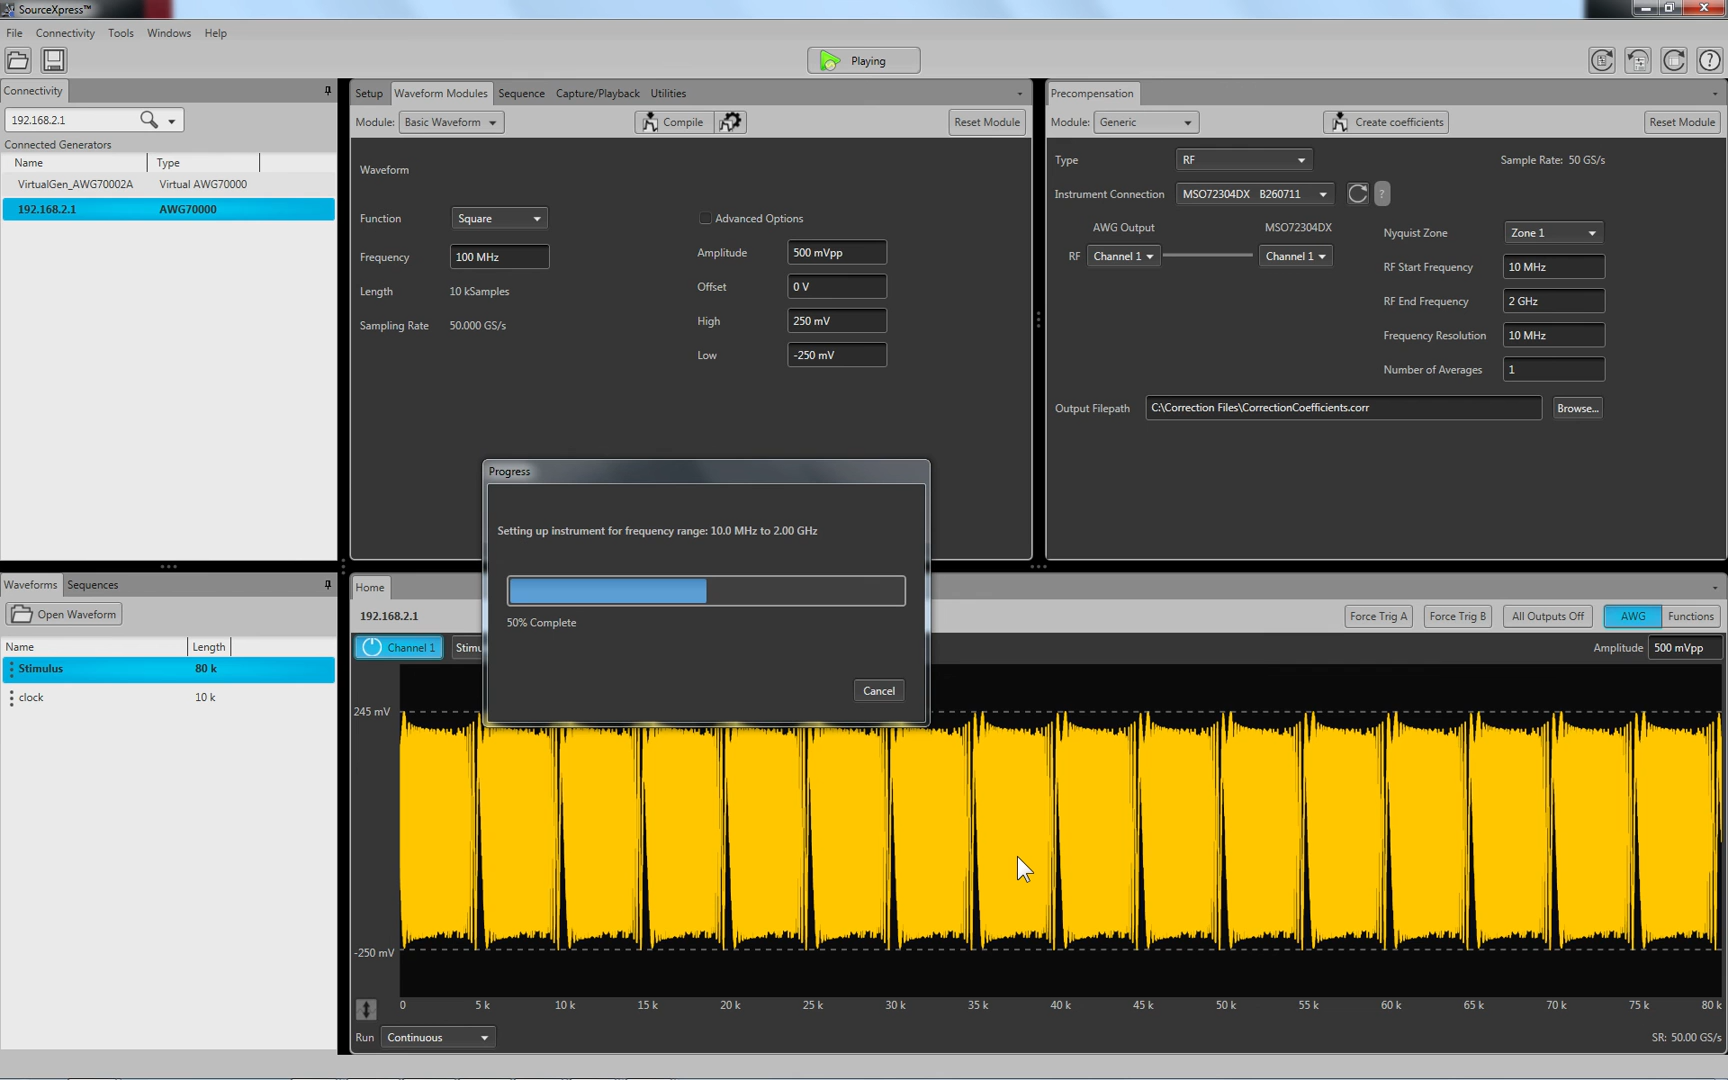 SourceXpress™
File Connectivity Tools Windows Help
Playing
?
Connectivity
192.168.2.1
Connected Generators
Name Type
VirtualGen_AWG70002A Virtual AWG70000
192.168.2.1 AWG70000
Setup Waveform Modules Sequence Capture/Playback Utilities
Module: Basic Waveform Compile Reset Module
Waveform
Function Square
Frequency 100 MHz
Length 10 kSamples
Sampling Rate 50.000 GS/s
Advanced Options
Amplitude 500 mVpp
Offset 0 V
High 250 mV
Low -250 mV
Precompensation
Module: Generic Create coefficients Reset Module
Type RF Sample Rate: 50 GS/s
Instrument Connection MSO72304DX B260711 ?
AWG Output MSO72304DX
RF Channel 1 Channel 1
Nyquist Zone Zone 1
RF Start Frequency 10 MHz
RF End Frequency 2 GHz
Frequency Resolution 10 MHz
Number of Averages 1
Output Filepath C:\Correction Files\CorrectionCoefficients.corr Browse...
Progress
Setting up instrument for frequency range: 10.0 MHz to 2.00 GHz
50% Complete
Cancel
Waveforms Sequences
Open Waveform
Name Length
Stimulus 80 k
clock 10 k
Home
192.168.2.1 Force Trig A Force Trig B All Outputs Off AWG Functions
Channel 1 Stimu Amplitude 500 mVpp
245 mV
-250 mV
0 5 k 10 k 15 k 20 k 25 k 30 k 35 k 40 k 45 k 50 k 55 k 60 k 65 k 70 k 75 k 80 k
Run Continuous SR: 50.00 GS/s